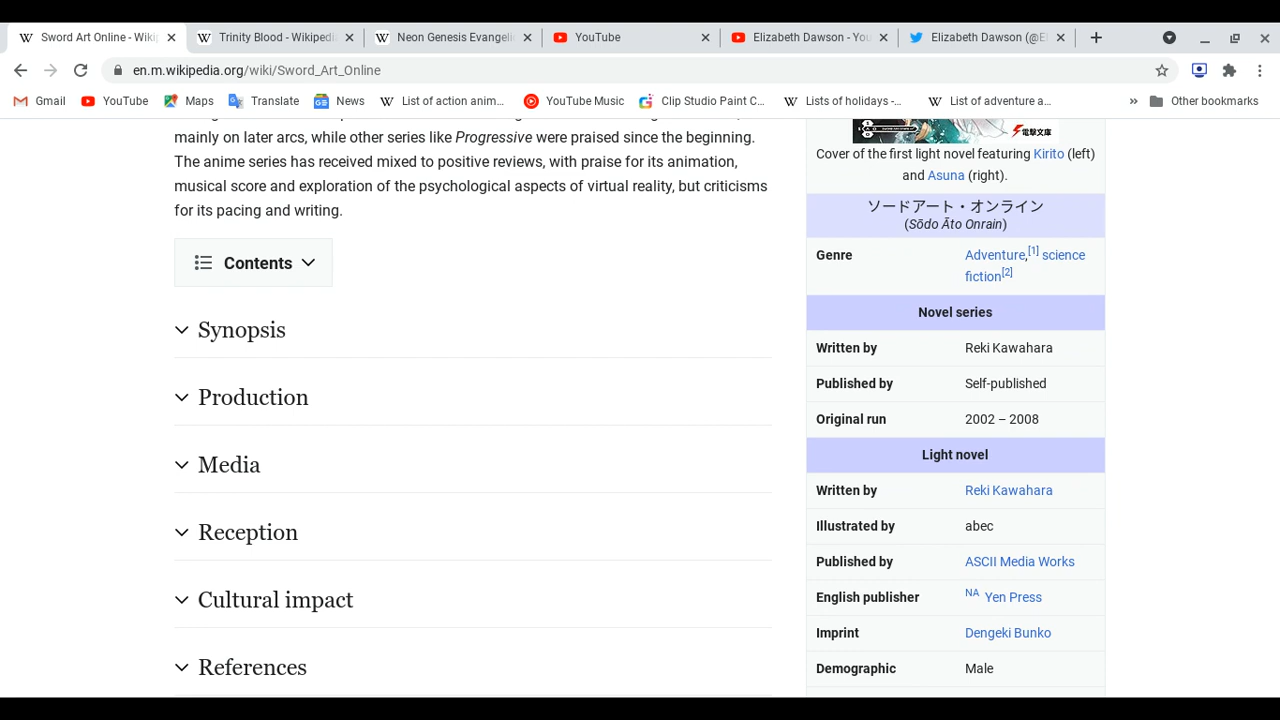 Sword Art Online - Wikip
Trinity Blood - Wikipedia
Neon Genesis Evangeli
YouTube
Elizabeth Dawson - You
Elizabeth Dawson (@El
en.m.wikipedia.org/wiki/Sword_Art_Online
Gmail
YouTube
Maps
Translate
News
List of action anim...
YouTube Music
Clip Studio Paint C...
Lists of holidays -...
List of adventure a...
»
Other bookmarks
mainly on later arcs, while other series like Progressive were praised since the beginning.
The anime series has received mixed to positive reviews, with praise for its animation,
musical score and exploration of the psychological aspects of virtual reality, but criticisms
for its pacing and writing.
Contents
Synopsis
Production
Media
Reception
Cultural impact
References
電撃文庫
Cover of the first light novel featuring Kirito (left)
and Asuna (right).
ソードアート・オンライン
(Sōdo Āto Onrain)
Genre Adventure,[1] science
fiction[2]
Novel series
Written by Reki Kawahara
Published by Self-published
Original run 2002 – 2008
Light novel
Written by Reki Kawahara
Illustrated by abec
Published by ASCII Media Works
English publisher NA Yen Press
Imprint Dengeki Bunko
Demographic Male